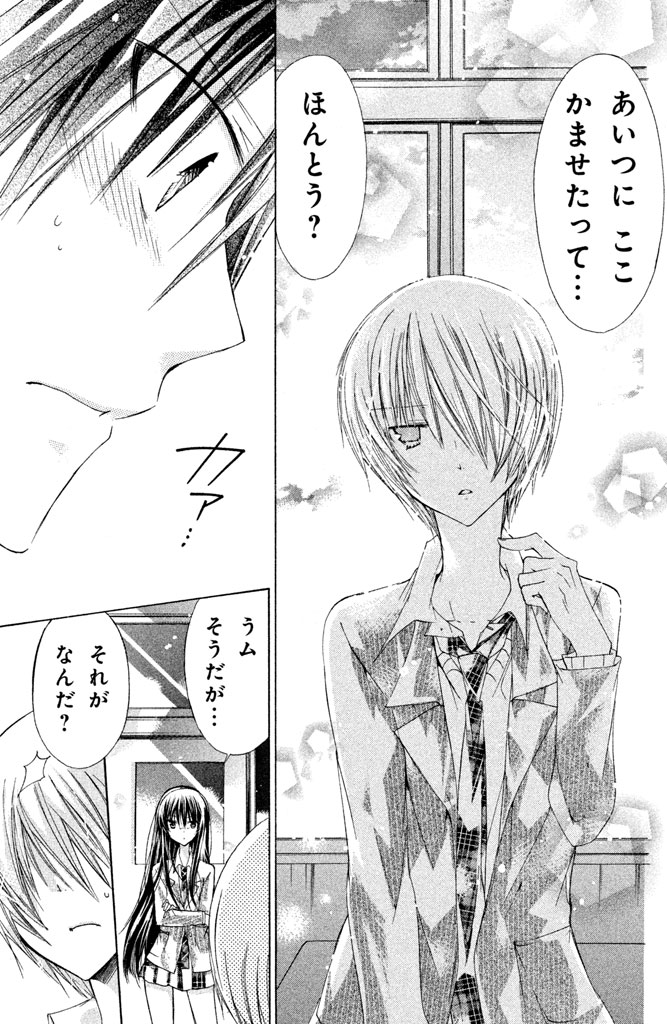 あいつに ここ
かませたって…
ほんとう?
カァ…
うム
そうだが…
それが
なんだ?